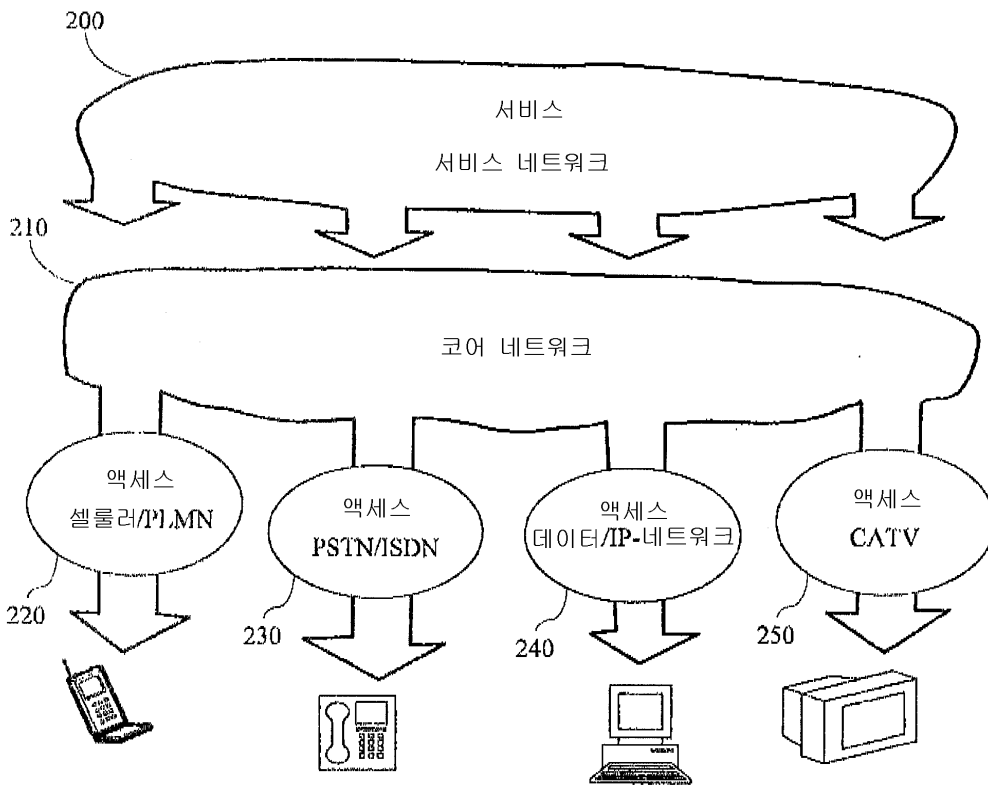 200
서비스
서비스 네트워크
210
코어 네트워크
액세스
셀룰러/PLMN
액세스
PSTN/ISDN
액세스
데이터/IP-네트워크
액세스
CATV
220
230
240
250